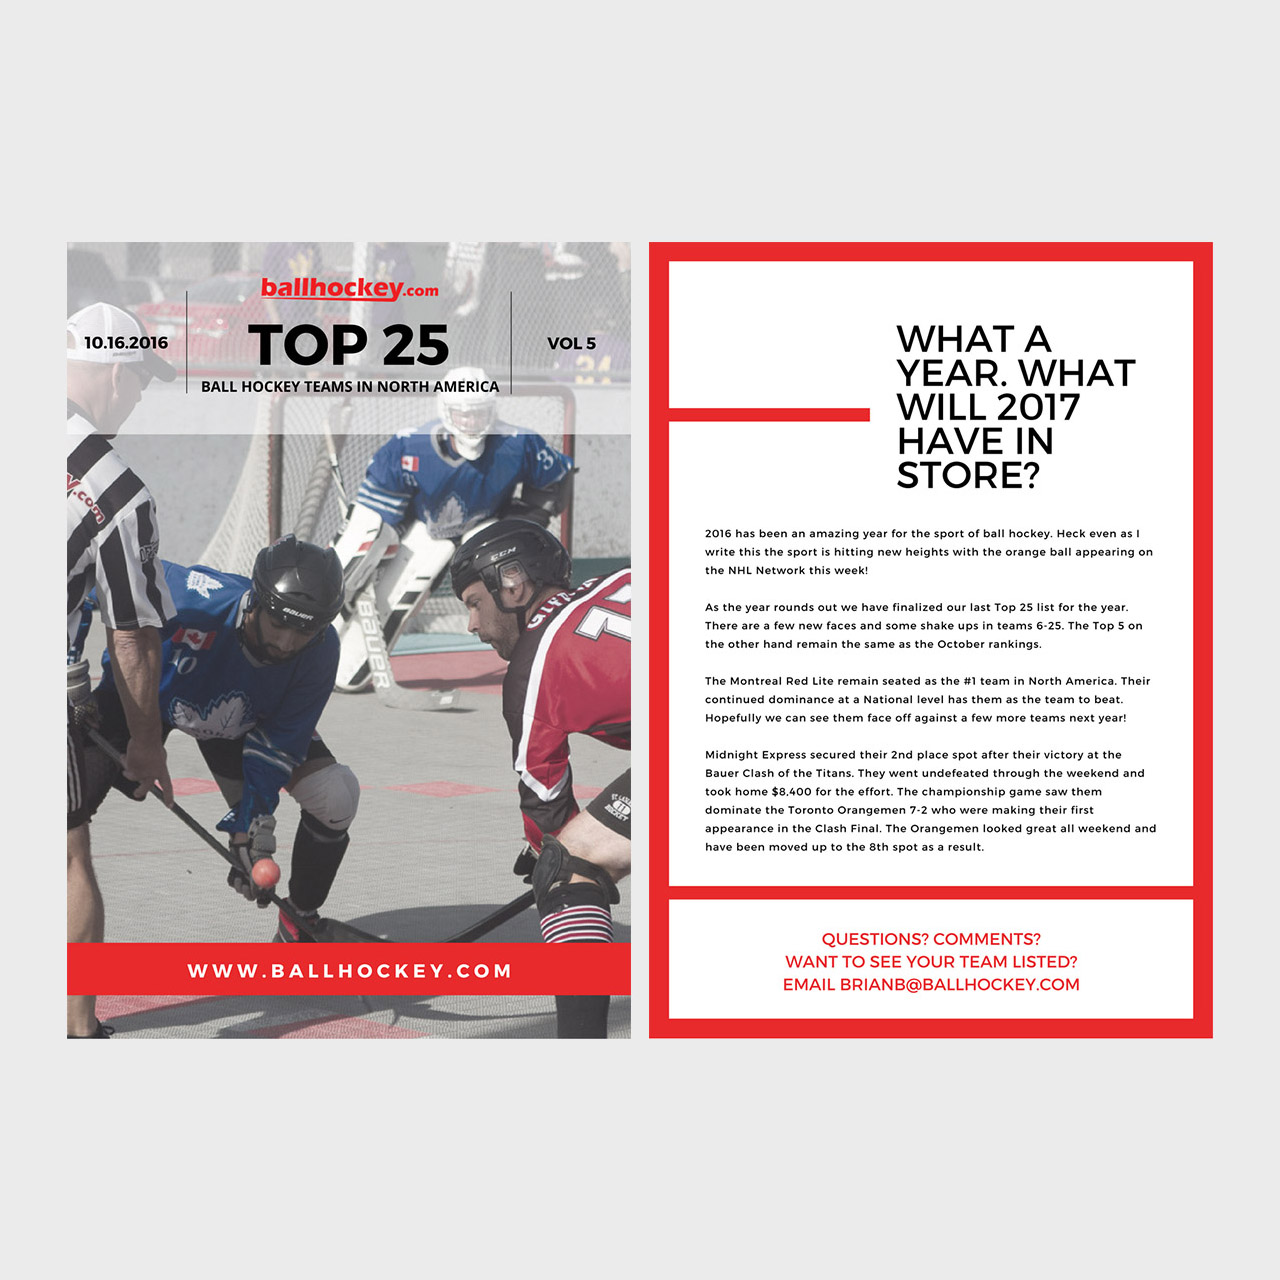 ballhockey.com
10.16.2016
TOP 25
VOL 5
BALL HOCKEY TEAMS IN NORTH AMERICA
.com
BAUER
CCM
BAUER
WWW.BALLHOCKEY.COM
WHAT A
YEAR. WHAT
WILL 2017
HAVE IN
STORE?
2016 has been an amazing year for the sport of ball hockey. Heck even as I
write this the sport is hitting new heights with the orange ball appearing on
the NHL Network this week!
As the year rounds out we have finalized our last Top 25 list for the year.
There are a few new faces and some shake ups in teams 6-25. The Top 5 on
the other hand remain the same as the October rankings.
The Montreal Red Lite remain seated as the #1 team in North America. Their
continued dominance at a National level has them as the team to beat.
Hopefully we can see them face off against a few more teams next year!
Midnight Express secured their 2nd place spot after their victory at the
Bauer Clash of the Titans. They went undefeated through the weekend and
took home $8,400 for the effort. The championship game saw them
dominate the Toronto Orangemen 7-2 who were making their first
appearance in the Clash Final. The Orangemen looked great all weekend and
have been moved up to the 8th spot as a result.
QUESTIONS? COMMENTS?
WANT TO SEE YOUR TEAM LISTED?
EMAIL BRIANB@BALLHOCKEY.COM